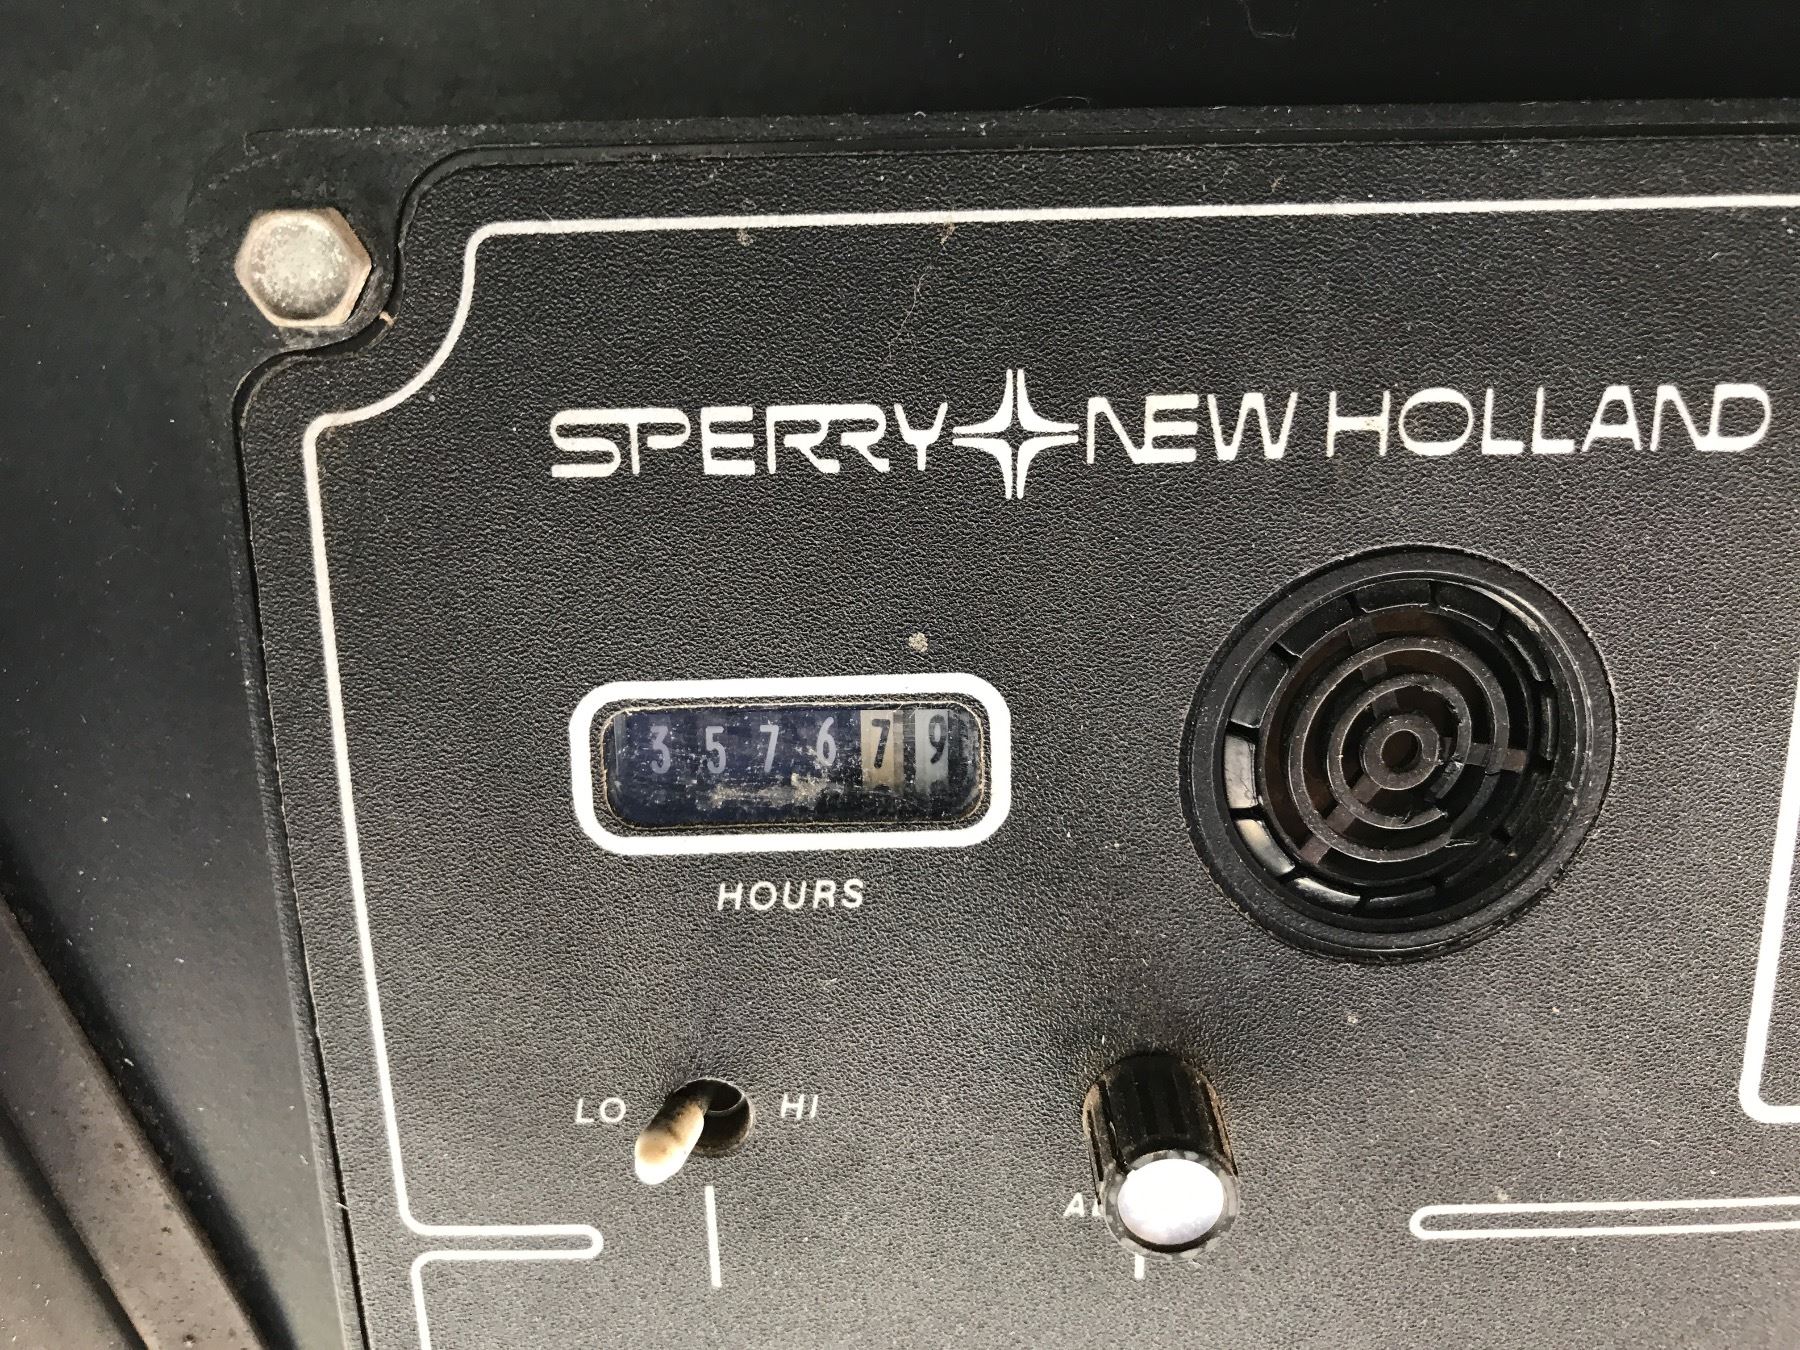 SPERRY NEW HOLLAND
357679
HOURS
LO HI